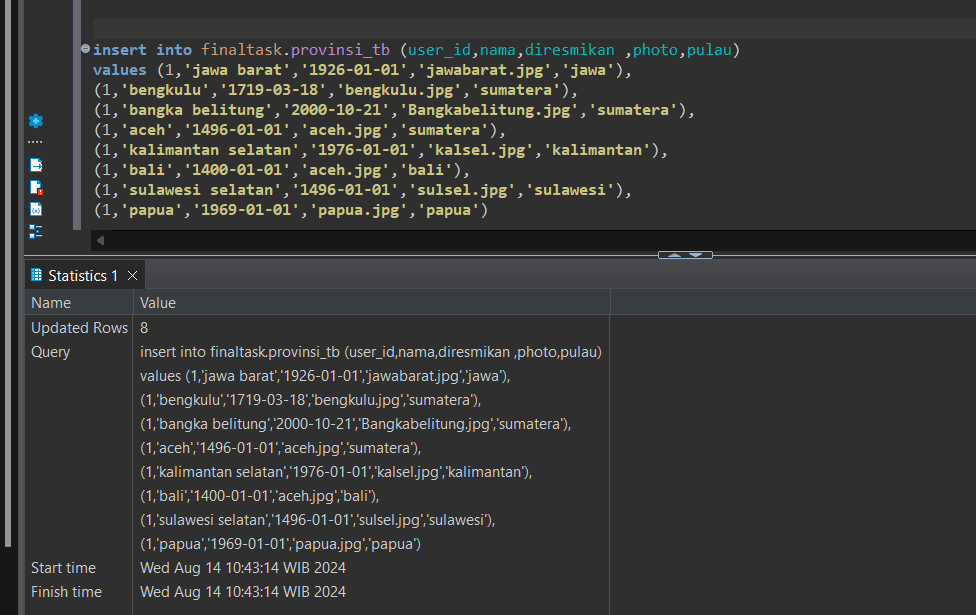 insert into finaltask.provinsi_tb (user_id,nama,diresmikan ,photo,pulau)
values (1,'jawa barat','1926-01-01','jawabarat.jpg','jawa'),
(1,'bengkulu','1719-03-18','bengkulu.jpg','sumatera'),
(1,'bangka belitung','2000-10-21','Bangkabelitung.jpg','sumatera'),
(1,'aceh','1496-01-01','aceh.jpg','sumatera'),
(1,'kalimantan selatan','1976-01-01','kalsel.jpg','kalimantan'),
(1,'bali','1400-01-01','aceh.jpg','bali'),
(1,'sulawesi selatan','1496-01-01','sulsel.jpg','sulawesi'),
(1,'papua','1969-01-01','papua.jpg','papua')
Statistics 1
Name Value
Updated Rows 8
Query insert into finaltask.provinsi_tb (user_id,nama,diresmikan ,photo,pulau)
values (1,'jawa barat','1926-01-01','jawabarat.jpg','jawa'),
(1,'bengkulu','1719-03-18','bengkulu.jpg','sumatera'),
(1,'bangka belitung','2000-10-21','Bangkabelitung.jpg','sumatera'),
(1,'aceh','1496-01-01','aceh.jpg','sumatera'),
(1,'kalimantan selatan','1976-01-01','kalsel.jpg','kalimantan'),
(1,'bali','1400-01-01','aceh.jpg','bali'),
(1,'sulawesi selatan','1496-01-01','sulsel.jpg','sulawesi'),
(1,'papua','1969-01-01','papua.jpg','papua')
Start time Wed Aug 14 10:43:14 WIB 2024
Finish time Wed Aug 14 10:43:14 WIB 2024